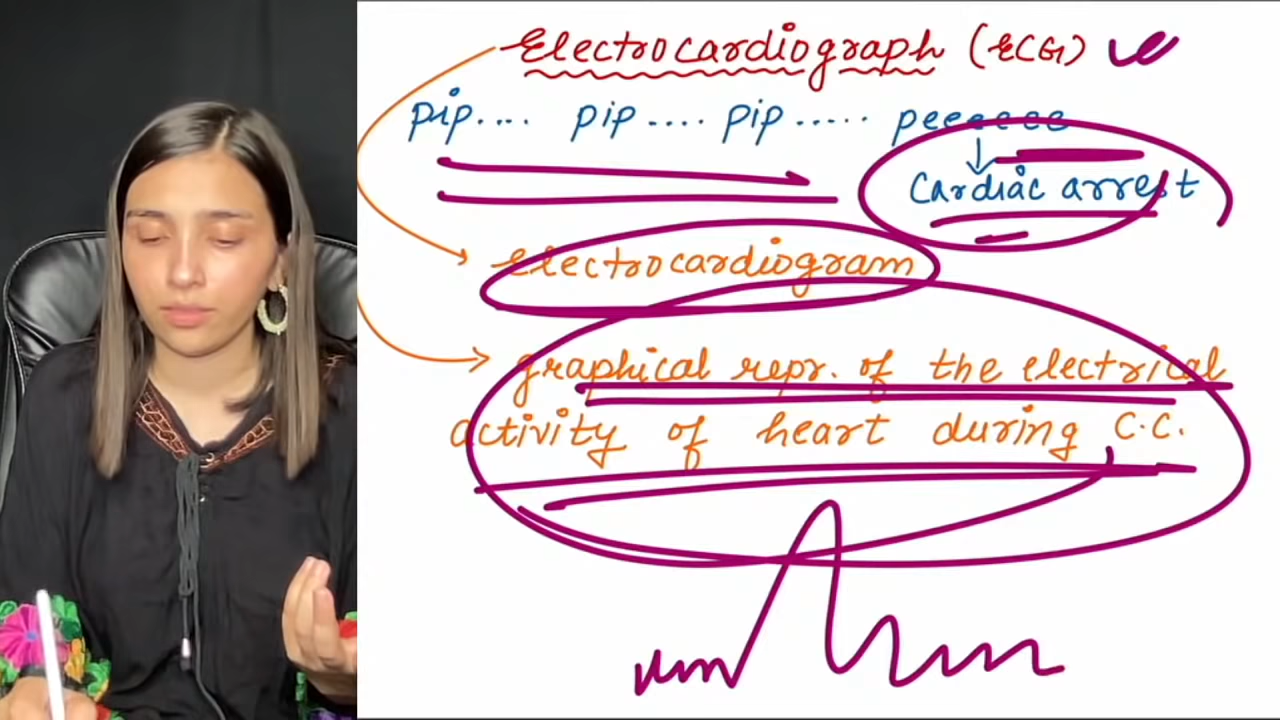 Electrocardiograph (ECG)
pip.... pip.... pip..... peeeeee
↓
Cardiac arrest
→ electrocardiogram
→ graphical repr. of the electrical
activity of heart during C.C.